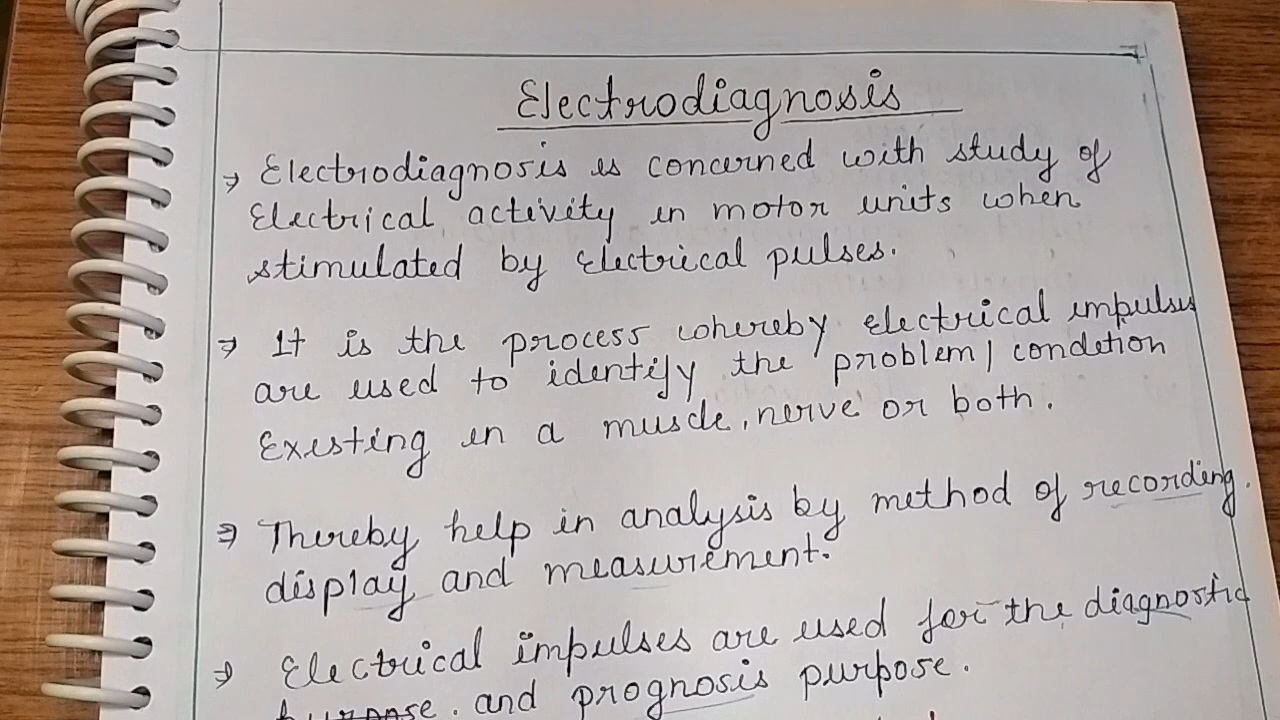 Electrodiagnosis
→ Electrodiagnosis is concerned with study of
Electrical activity in motor units when
stimulated by electrical pulses.
→ It is the process whereby electrical impulses
are used to identify the problem/condition
Existing in a muscle, nerve or both.
⇒ Thereby help in analysis by method of recording.
display and measurement.
→ Electrical impulses are used for the diagnostic
purpose. and prognosis purpose.